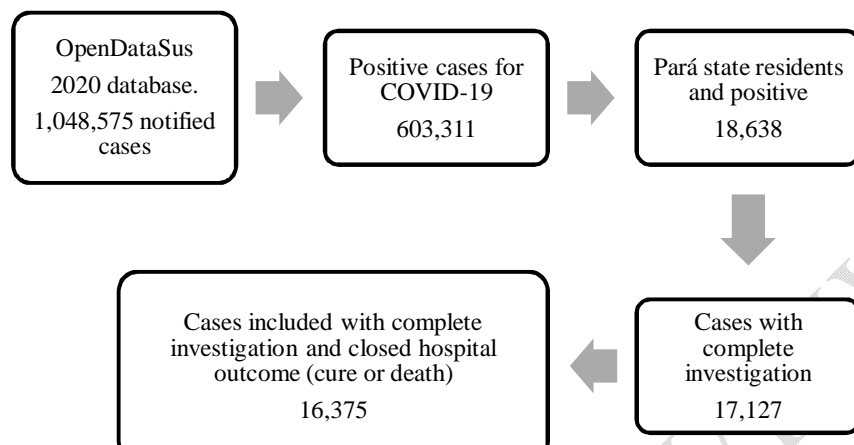 OpenDataSus
2020 database.
1,048,575 notified
cases
Positive cases for
COVID-19
603,311
Pará state residents
and positive
18,638
Cases with
complete
investigation
17,127
Cases included with complete
investigation and closed hospital
outcome (cure or death)
16,375